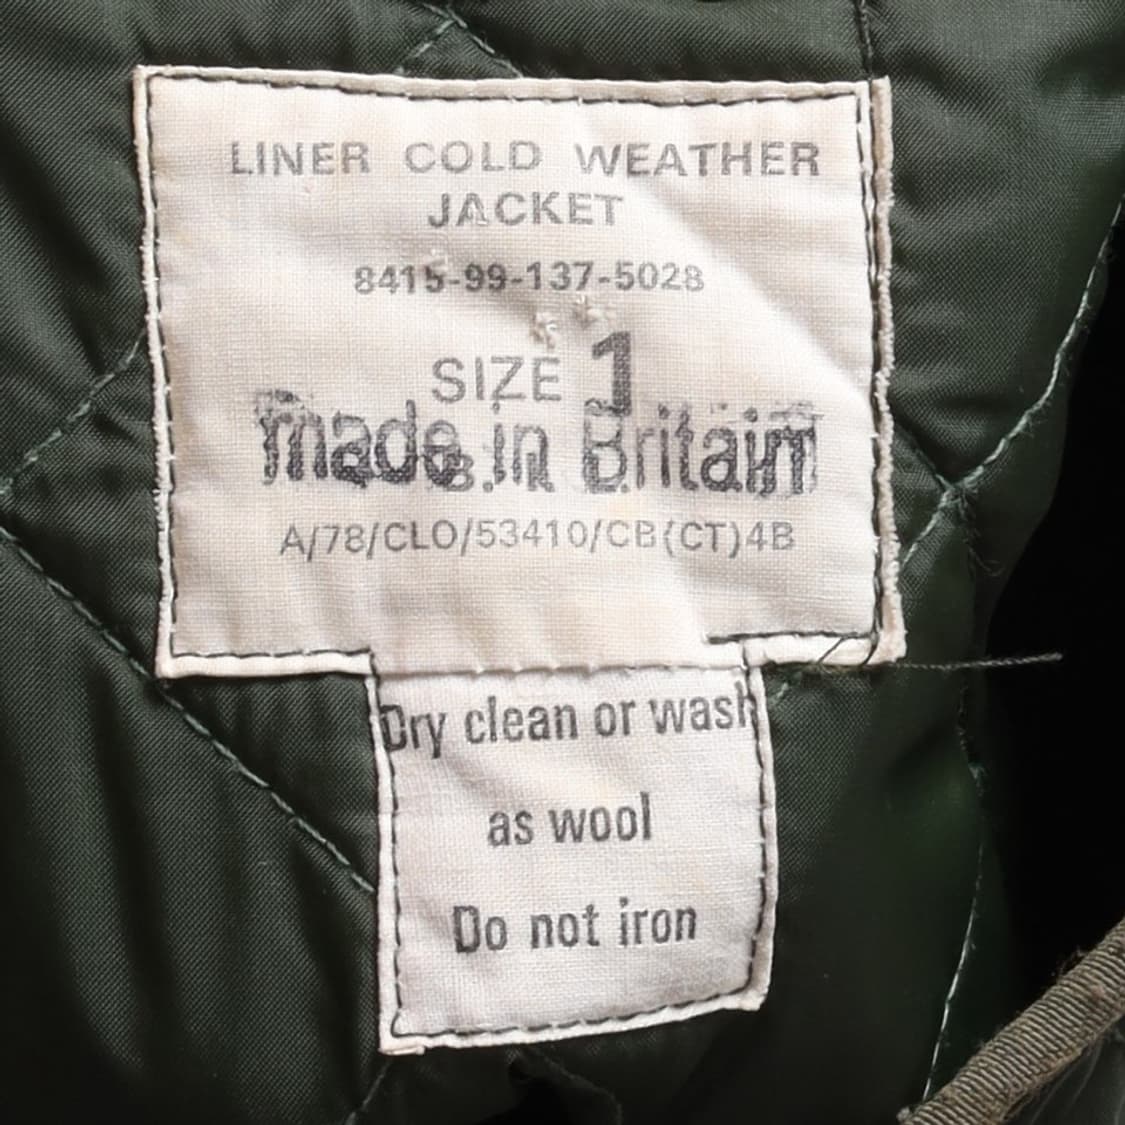 LINER COLD WEATHER
JACKET
8415-99-137-5028
SIZE 1
made in Britain
A/78/CLO/53410/CB(CT)4B
Dry clean or wash
as wool
Do not iron